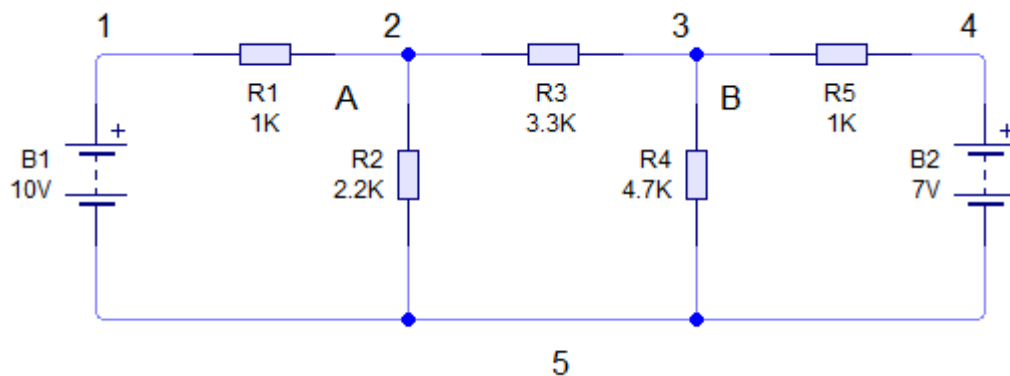 1
2
3
4
R1
1K
A
R3
3.3K
B
R5
1K
+
B1
10V
R2
2.2K
R4
4.7K
+
B2
7V
5